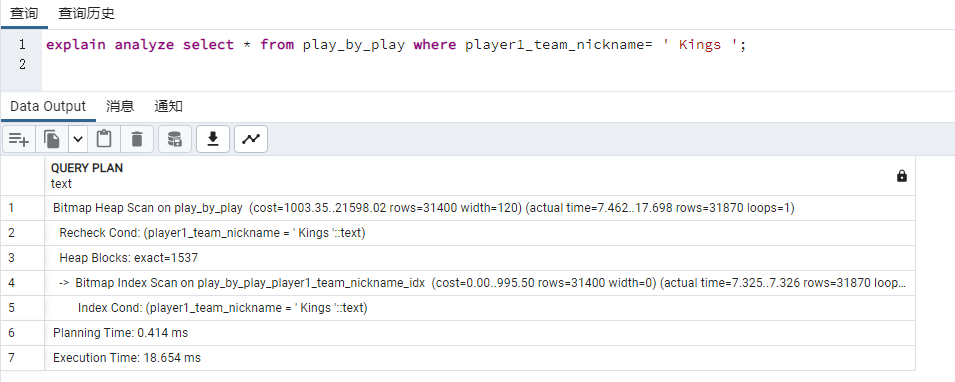 查询 查询历史
1 explain analyze select * from play_by_play where player1_team_nickname= ' Kings ';
2
Data Output 消息 通知
QUERY PLAN
text
1 Bitmap Heap Scan on play_by_play (cost=1003.35..21598.02 rows=31400 width=120) (actual time=7.462..17.698 rows=31870 loops=1)
2 Recheck Cond: (player1_team_nickname = ' Kings '::text)
3 Heap Blocks: exact=1537
4 -> Bitmap Index Scan on play_by_play_player1_team_nickname_idx (cost=0.00..995.50 rows=31400 width=0) (actual time=7.325..7.326 rows=31870 loop...
5 Index Cond: (player1_team_nickname = ' Kings '::text)
6 Planning Time: 0.414 ms
7 Execution Time: 18.654 ms